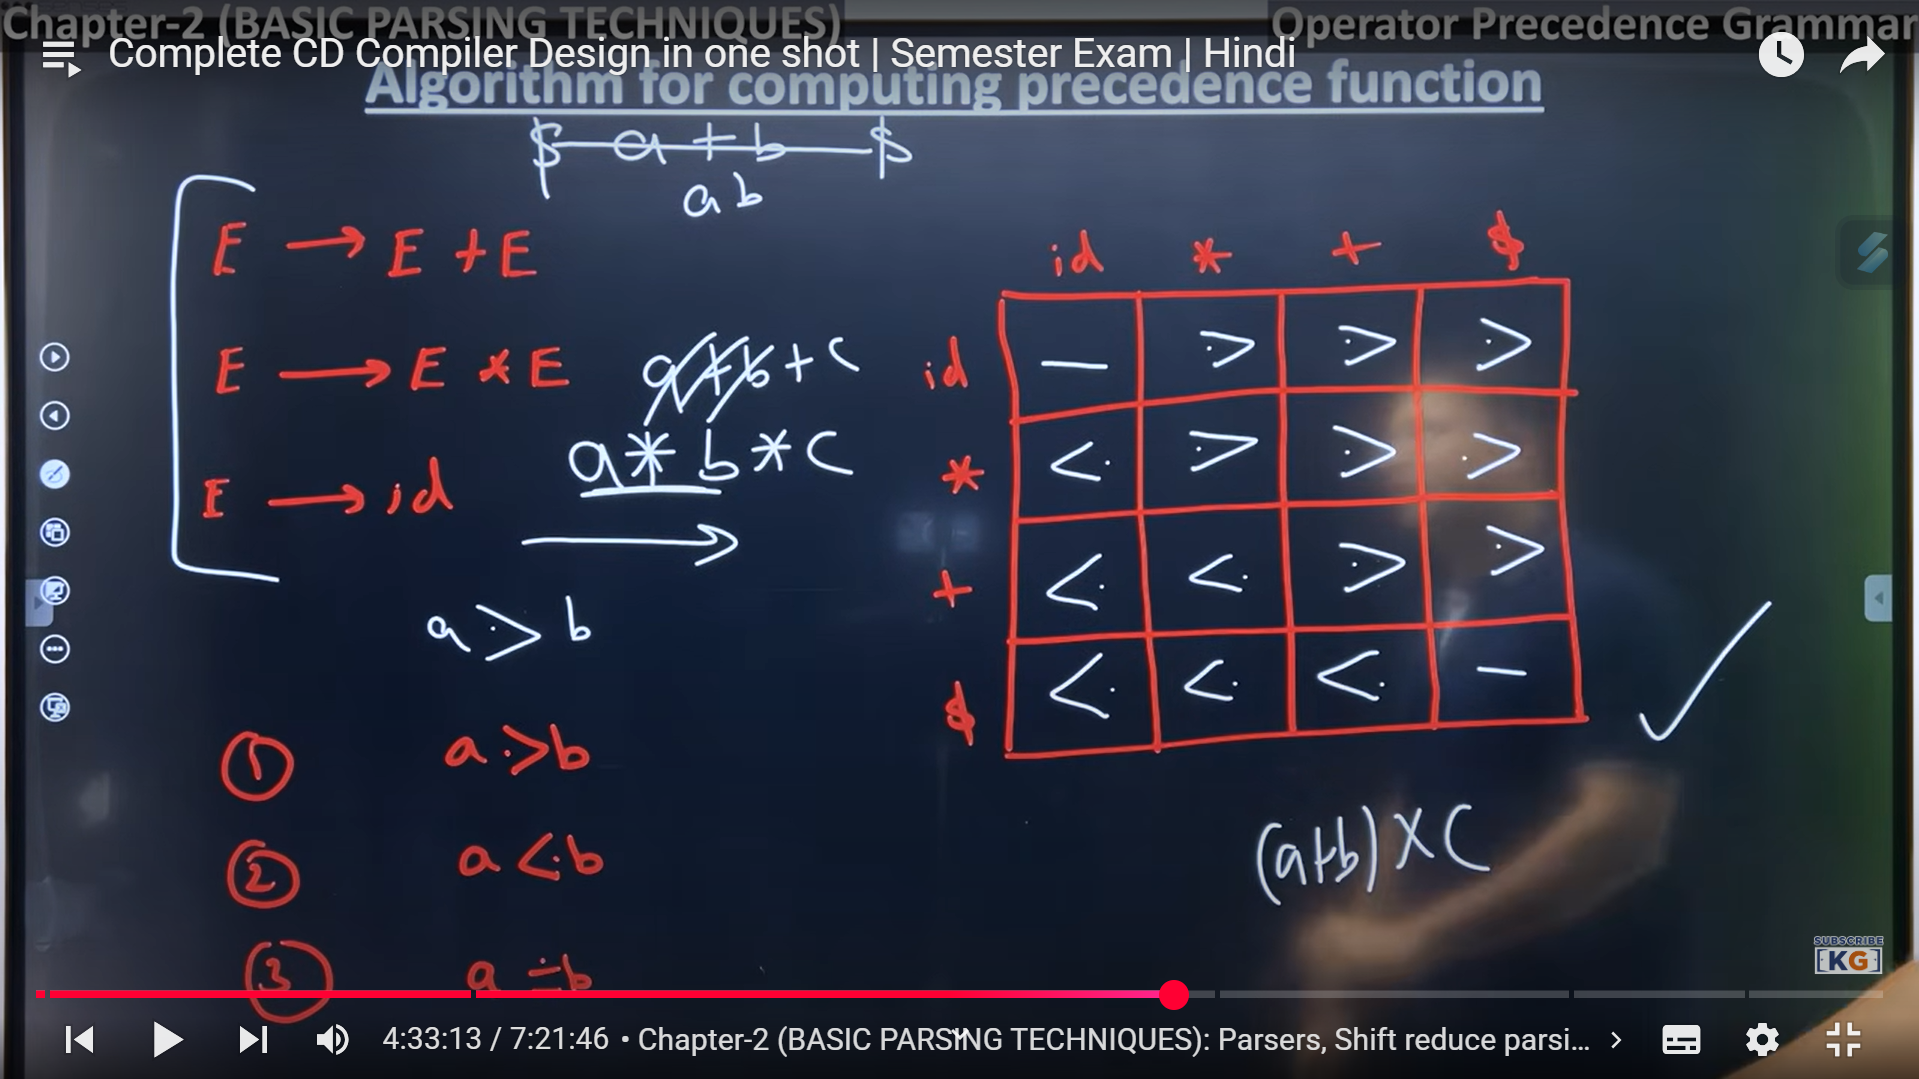 Chapter-2 (BASIC PARSING TECHNIQUES)
Operator Precedence Grammar
Complete CD Compiler Design in one shot | Semester Exam | Hindi
Algorithm for computing precedence function
$ a + b $
a b
E → E + E
E → E * E
E → id
a + b + c
a * b * c
→
a ⋗ b
① a ⋗ b
② a ⋖ b
③ a ≐ b
id * + $
id — ⋗ ⋗ ⋗
* ⋖ ⋗ ⋗ ⋗
+ ⋖ ⋖ ⋗ ⋗
$ ⋖ ⋖ ⋖ —
(a+b) X C
SUBSCRIBE
KG
4:33:13 / 7:21:46 • Chapter-2 (BASIC PARSING TECHNIQUES): Parsers, Shift reduce parsi...